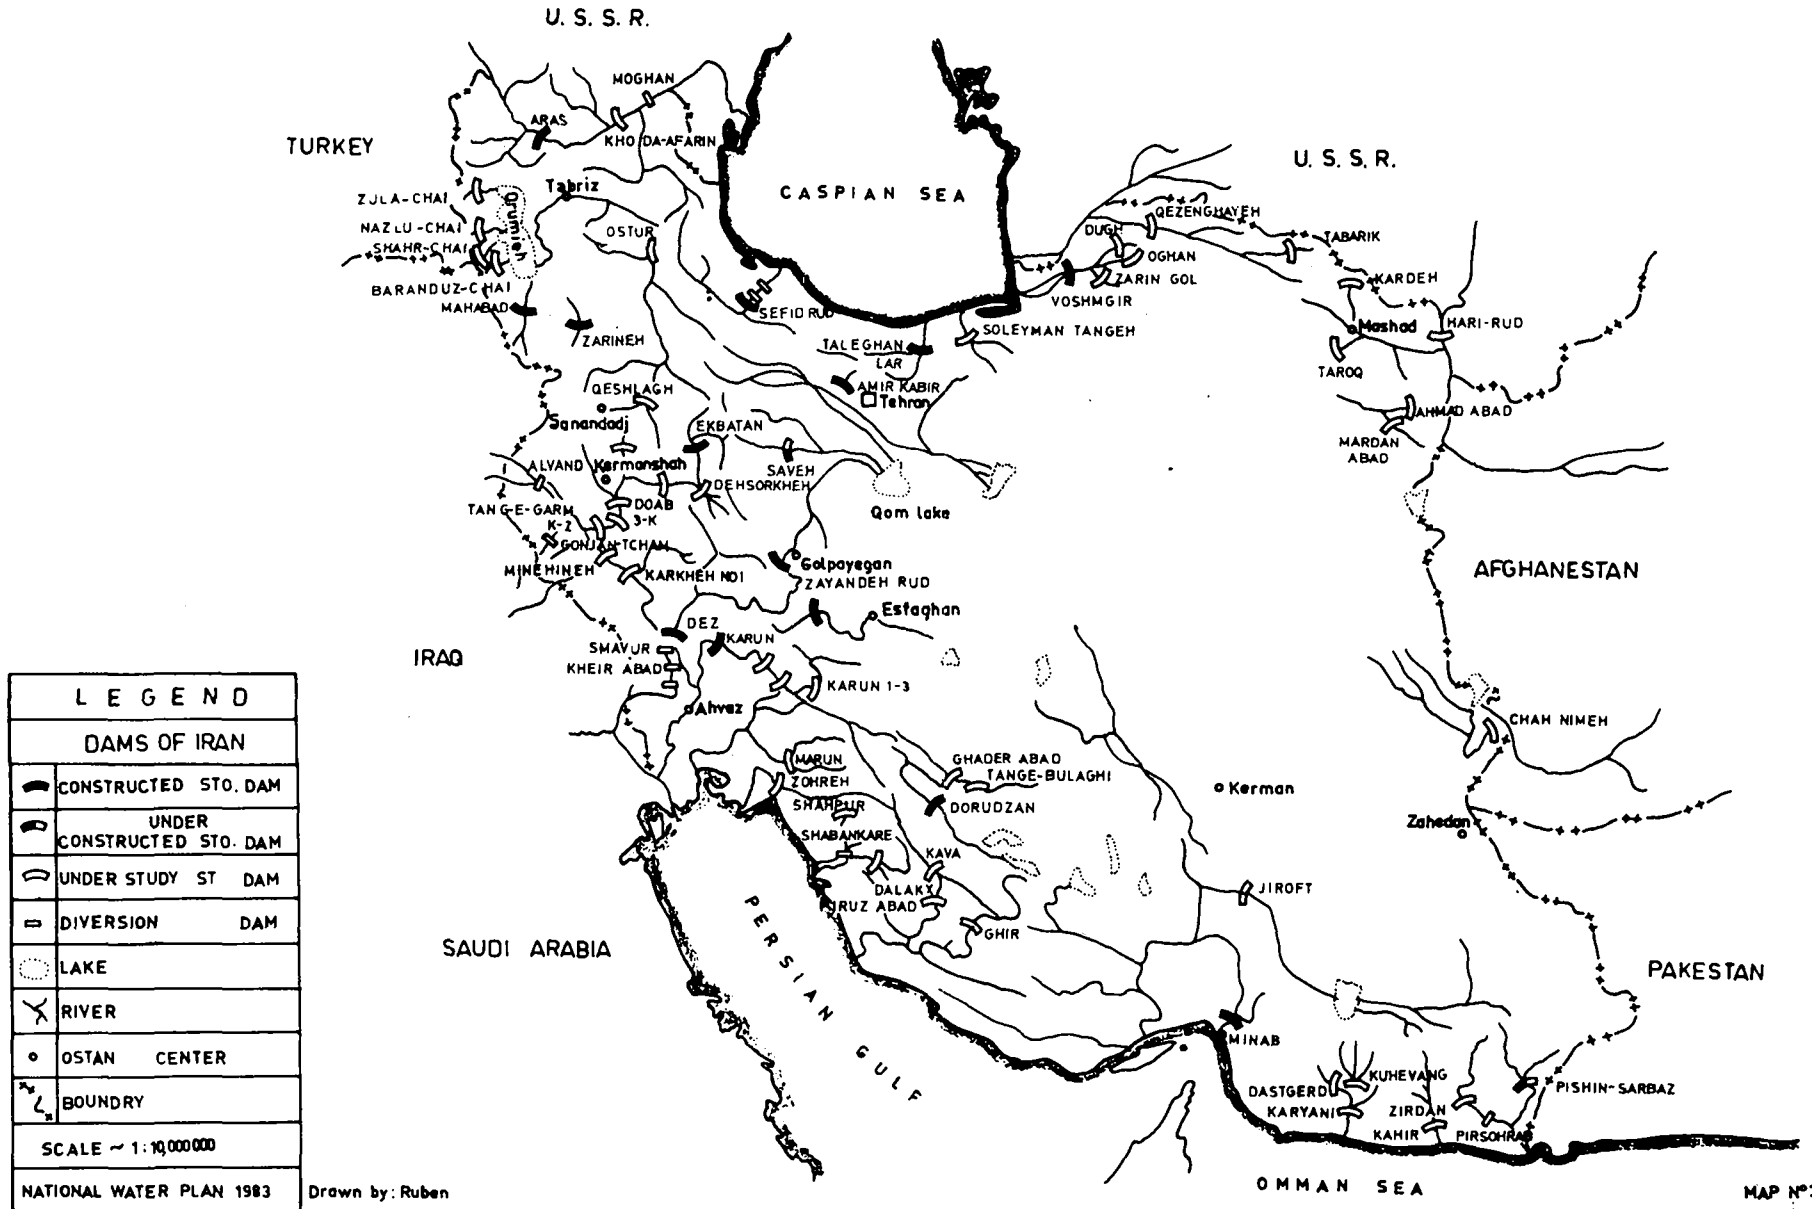 U. S. S. R.
MOGHAN
ARAS
KHODA-AFARIN
TURKEY
U. S. S. R.
CASPIAN SEA
Tabriz
Orumieh
NAZLU-CHAI
SHAHR-CHAI
BARANDUZ-CHAI
MAHABAD
OSTUR
ZARINEH
SEFID RUD
QEZENGHAYEH
DUGH
OGHAN
ZARIN GOL
VOSHMGIR
TABARIK
KARDEH
Mashad
HARI-RUD
TAROQ
AHMAD ABAD
MARDAN
ABAD
SOLEYMAN TANGEH
TALEGHAN
LAR
AMIR KABIR
Tehran
QESHLAGH
Sanandadj
EKBATAN
ALVAND
Kermanshah
SAVEH
DEHSORKHEH
TANG-E-GARM
DOAB
K-2
3-K
GONJAN-TCHAM
MINEHINEH
KARKHEH NO1
Qom lake
Golpayegan
ZAYANDEH RUD
Esfaghan
AFGHANESTAN
DEZ
KARUN
SMAVUR
KHEIR ABAD
IRAQ
KARUN 1-3
Ahvaz
CHAH NIMEH
MARUN
ZOHREH
SHAHPUR
SHABANKARE
GHADER ABAD
TANGE-BULAGHI
DORUDZAN
Kerman
Zahedan
KAVA
DALAKY
FIRUZ ABAD
GHIR
JIROFT
SAUDI ARABIA
PERSIAN GULF
PAKESTAN
MINAB
KUHEVANG
DASTGERD
KARYANI
ZIRDAN
KAHIR
PIRSOHRAB
PISHIN-SARBAZ
OMMAN SEA
MAP Nº
LEGEND
DAMS OF IRAN
CONSTRUCTED STO. DAM
UNDER
CONSTRUCTED STO. DAM
UNDER STUDY ST DAM
DIVERSION DAM
LAKE
RIVER
OSTAN CENTER
BOUNDRY
SCALE ~ 1:10,000000
NATIONAL WATER PLAN 1983
Drawn by: Ruben